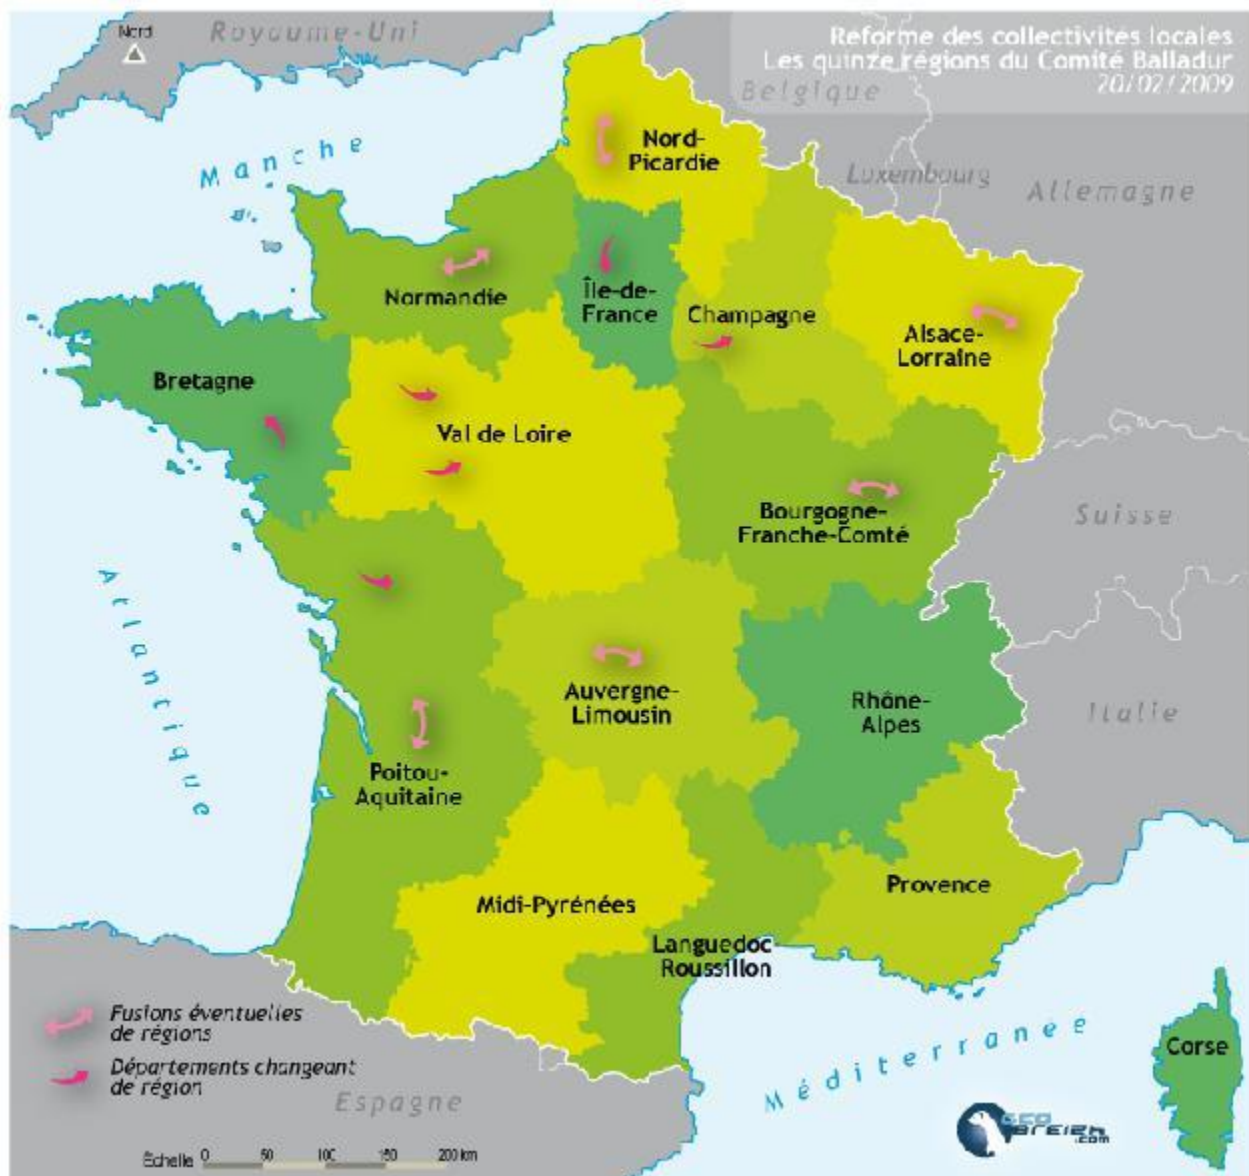 Nord
Royaume-Uni
Reforme des collectivités locales
Les quinze régions du Comité Balladur
20/02/2009
Belgique
Manche
Nord-
Picardie
Luxembourg
Allemagne
Normandie
Île-de-
France
Champagne
Alsace-
Lorraine
Bretagne
Val de Loire
Bourgogne-
Franche-Comté
Suisse
Atlantique
Auvergne-
Limousin
Rhône-
Alpes
Italie
Poitou-
Aquitaine
Midi-Pyrénées
Provence
Languedoc-
Roussillon
Fusions éventuelles
de régions
Départements changeant
de région
Espagne
Méditerranée
Corse
GEO
BREIZH
.com
Échelle 0 50 100 150 200 km